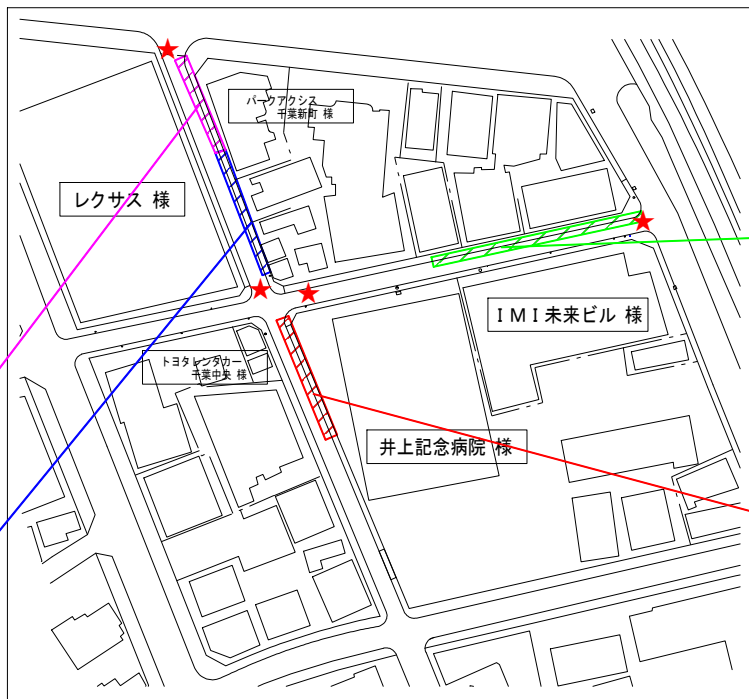 パークアクシス
千葉新町 様
レクサス 様
ＩＭＩ未来ビル 様
トヨタレンタカー
千葉中央 様
井上記念病院 様